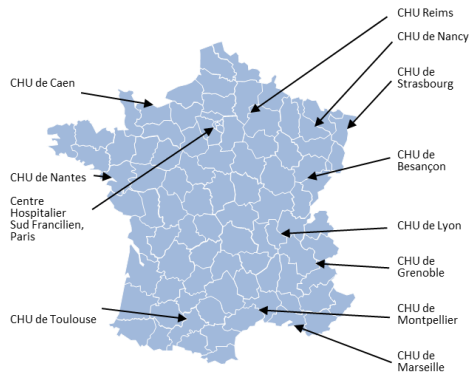 CHU Reims
CHU de Nancy
CHU de
Strasbourg
CHU de Caen
CHU de
Besançon
CHU de Nantes
Centre
Hospitalier
Sud Francilien,
Paris
CHU de Lyon
CHU de
Grenoble
CHU de Toulouse
CHU de
Montpellier
CHU de
Marseille